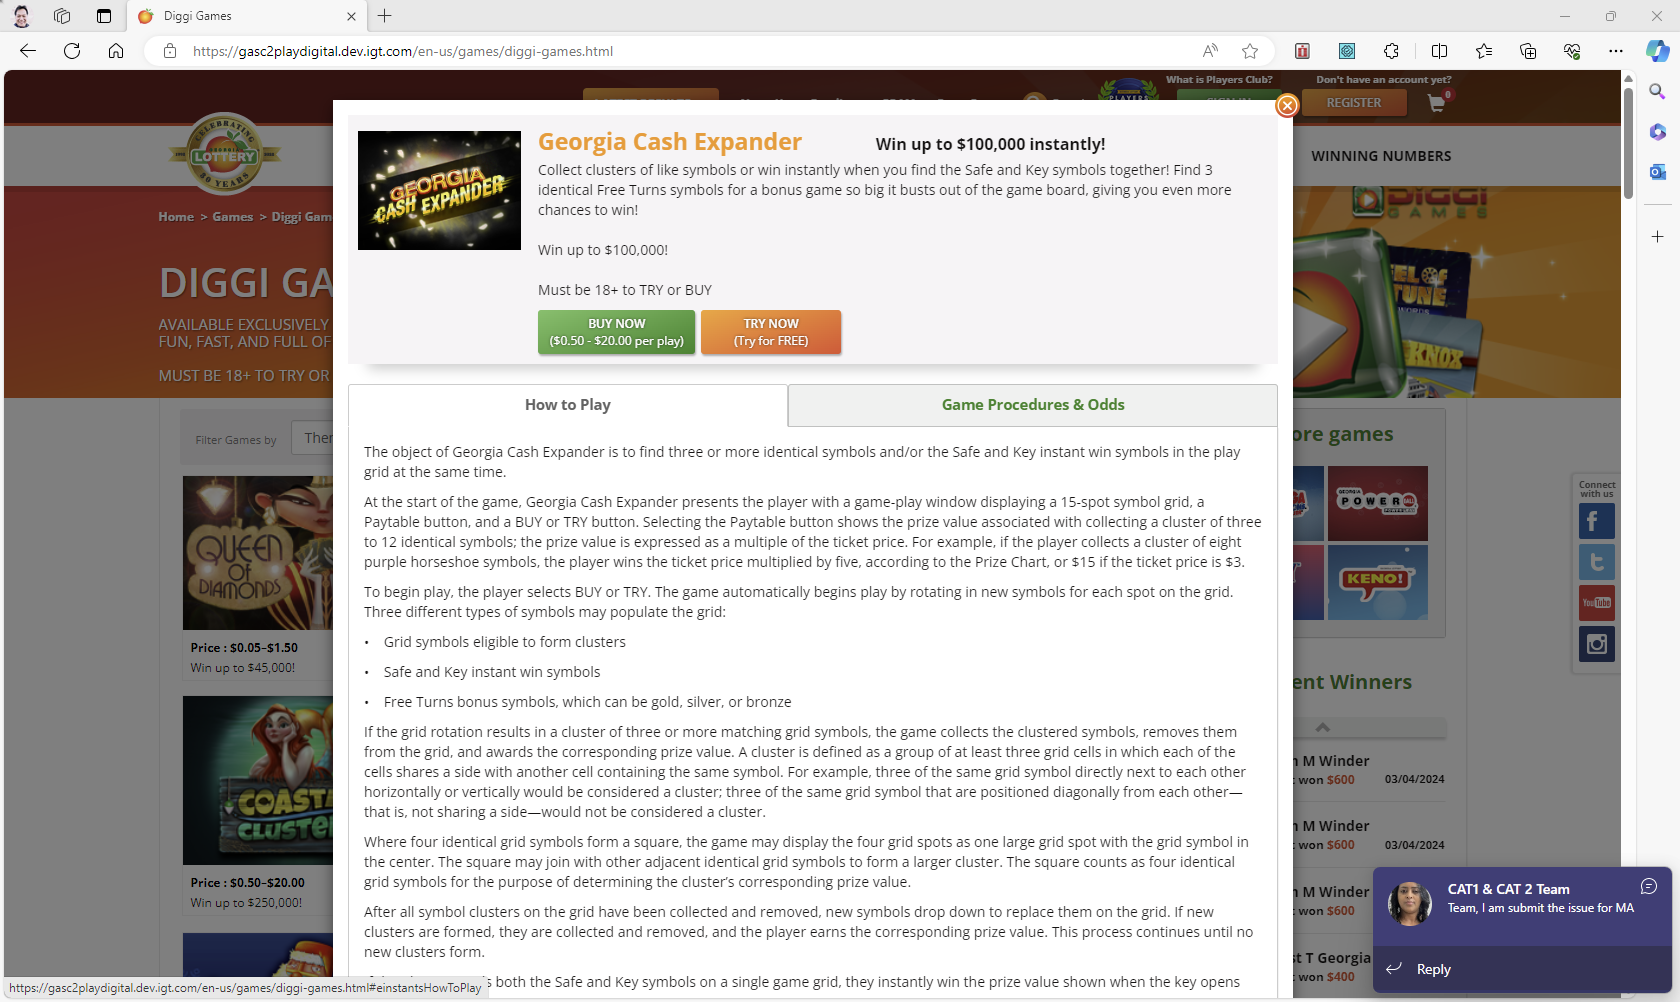 Diggi Games
https://gasc2playdigital.dev.igt.com/en-us/games/diggi-games.html
What is Players Club?
Don't have an account yet?
PLAYERS
SIGN IN
REGISTER
0
CELEBRATING
GEORGIA
LOTTERY
30 YEARS
WINNING NUMBERS
Home > Games > Diggi Gam
DIGGI GA
AVAILABLE EXCLUSIVELY
FUN, FAST, AND FULL OF
MUST BE 18+ TO TRY OR
DIGGI
GAMES
KNOX
GEORGIA
CASH EXPANDER
Georgia Cash Expander
Win up to $100,000 instantly!
Collect clusters of like symbols or win instantly when you find the Safe and Key symbols together! Find 3
identical Free Turns symbols for a bonus game so big it busts out of the game board, giving you even more
chances to win!
Win up to $100,000!
Must be 18+ to TRY or BUY
BUY NOW
($0.50 - $20.00 per play)
TRY NOW
(Try for FREE)
How to Play
Game Procedures & Odds
The object of Georgia Cash Expander is to find three or more identical symbols and/or the Safe and Key instant win symbols in the play
grid at the same time.
At the start of the game, Georgia Cash Expander presents the player with a game-play window displaying a 15-spot symbol grid, a
Paytable button, and a BUY or TRY button. Selecting the Paytable button shows the prize value associated with collecting a cluster of three
to 12 identical symbols; the prize value is expressed as a multiple of the ticket price. For example, if the player collects a cluster of eight
purple horseshoe symbols, the player wins the ticket price multiplied by five, according to the Prize Chart, or $15 if the ticket price is $3.
To begin play, the player selects BUY or TRY. The game automatically begins play by rotating in new symbols for each spot on the grid.
Three different types of symbols may populate the grid:
• Grid symbols eligible to form clusters
• Safe and Key instant win symbols
• Free Turns bonus symbols, which can be gold, silver, or bronze
If the grid rotation results in a cluster of three or more matching grid symbols, the game collects the clustered symbols, removes them
from the grid, and awards the corresponding prize value. A cluster is defined as a group of at least three grid cells in which each of the
cells shares a side with another cell containing the same symbol. For example, three of the same grid symbol directly next to each other
horizontally or vertically would be considered a cluster; three of the same grid symbol that are positioned diagonally from each other—
that is, not sharing a side—would not be considered a cluster.
Where four identical grid symbols form a square, the game may display the four grid spots as one large grid spot with the grid symbol in
the center. The square may join with other adjacent identical grid symbols to form a larger cluster. The square counts as four identical
grid symbols for the purpose of determining the cluster's corresponding prize value.
After all symbol clusters on the grid have been collected and removed, new symbols drop down to replace them on the grid. If new
clusters are formed, they are collected and removed, and the player earns the corresponding prize value. This process continues until no
new clusters form.
both the Safe and Key symbols on a single game grid, they instantly win the prize value shown when the key opens
Filter Games by
Ther
QUEEN
OF
DIAMONDS
Price : $0.05–$1.50
Win up to $45,000!
COASTA
CLUSTE
Price : $0.50–$20.00
Win up to $250,000!
ore games
GEORGIA
POWERBALL
KENO!
Connect
with us
You Tube
ent Winners
n M Winder
won $600
03/04/2024
n M Winder
won $600
03/04/2024
n M Winder
won $600
st T Georgia
won $400
CAT1 & CAT 2 Team
Team, I am submit the issue for MA
Reply
https://gasc2playdigital.dev.igt.com/en-us/games/diggi-games.html#einstantsHowToPlay